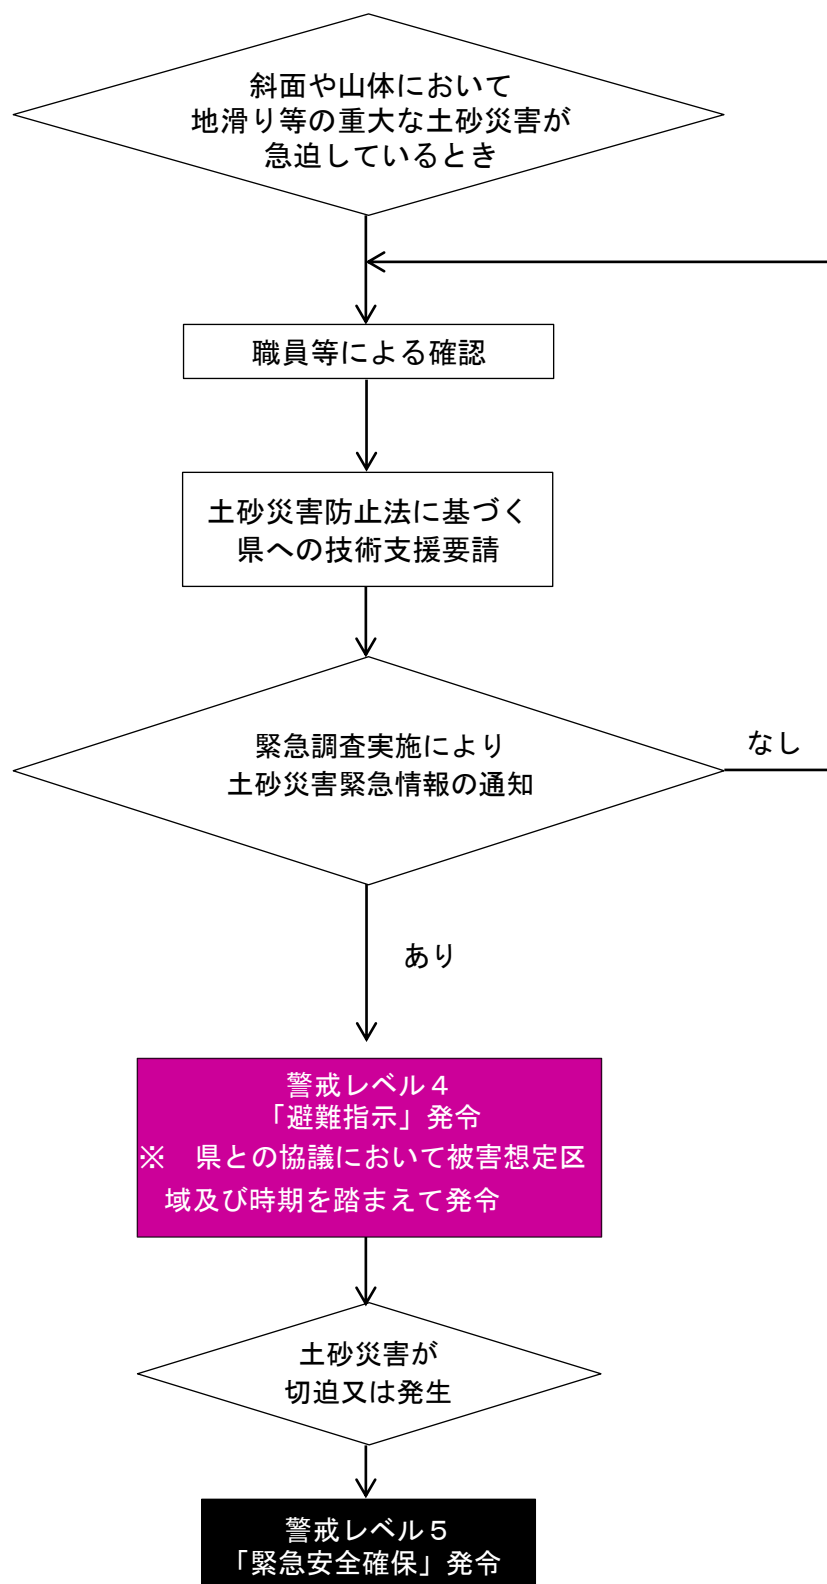 斜面や山体において
地滑り等の重大な土砂災害が
急迫しているとき
職員等による確認
土砂災害防止法に基づく
県への技術支援要請
緊急調査実施により
土砂災害緊急情報の通知
なし
あり
警戒レベル４
「避難指示」発令
※　県との協議において被害想定区
域及び時期を踏まえて発令
土砂災害が
切迫又は発生
警戒レベル５
「緊急安全確保」発令